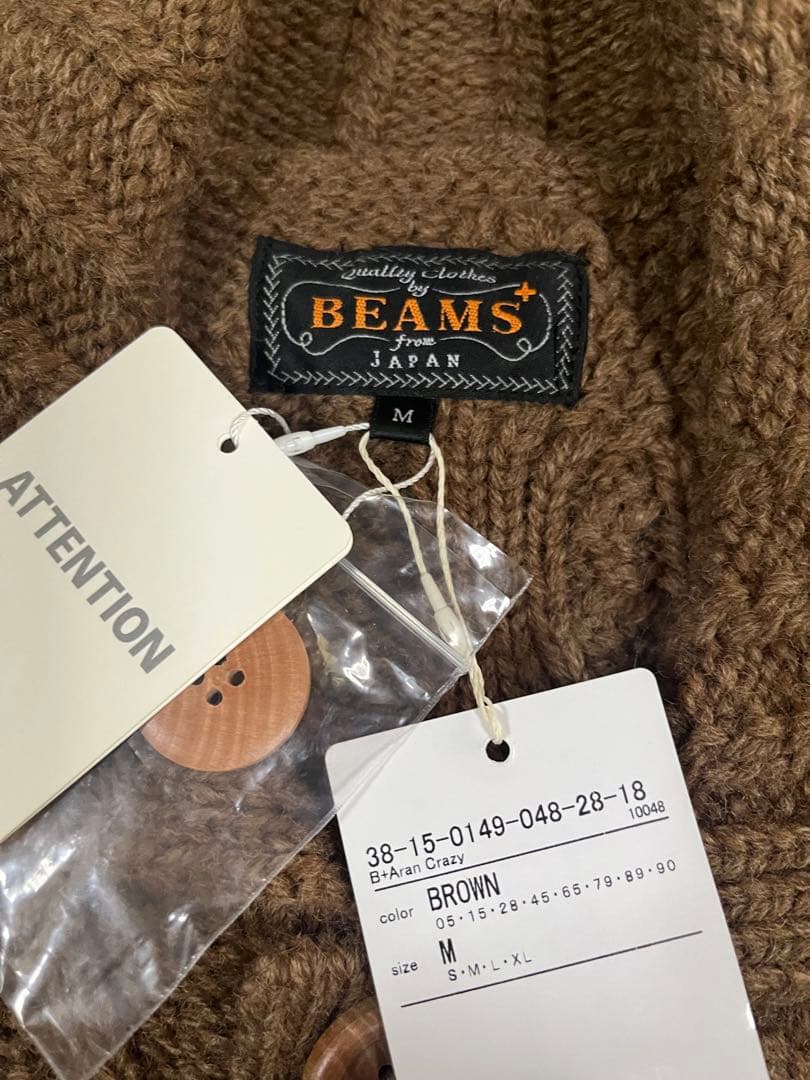 Quality Clothes
by
BEAMS+
from
JAPAN
M
ATTENTION
38-15-0149-048-28-18
B+Aran Crazy 10048
color BROWN
05・15・28・45・65・79・89・90
size M
S・M・L・XL